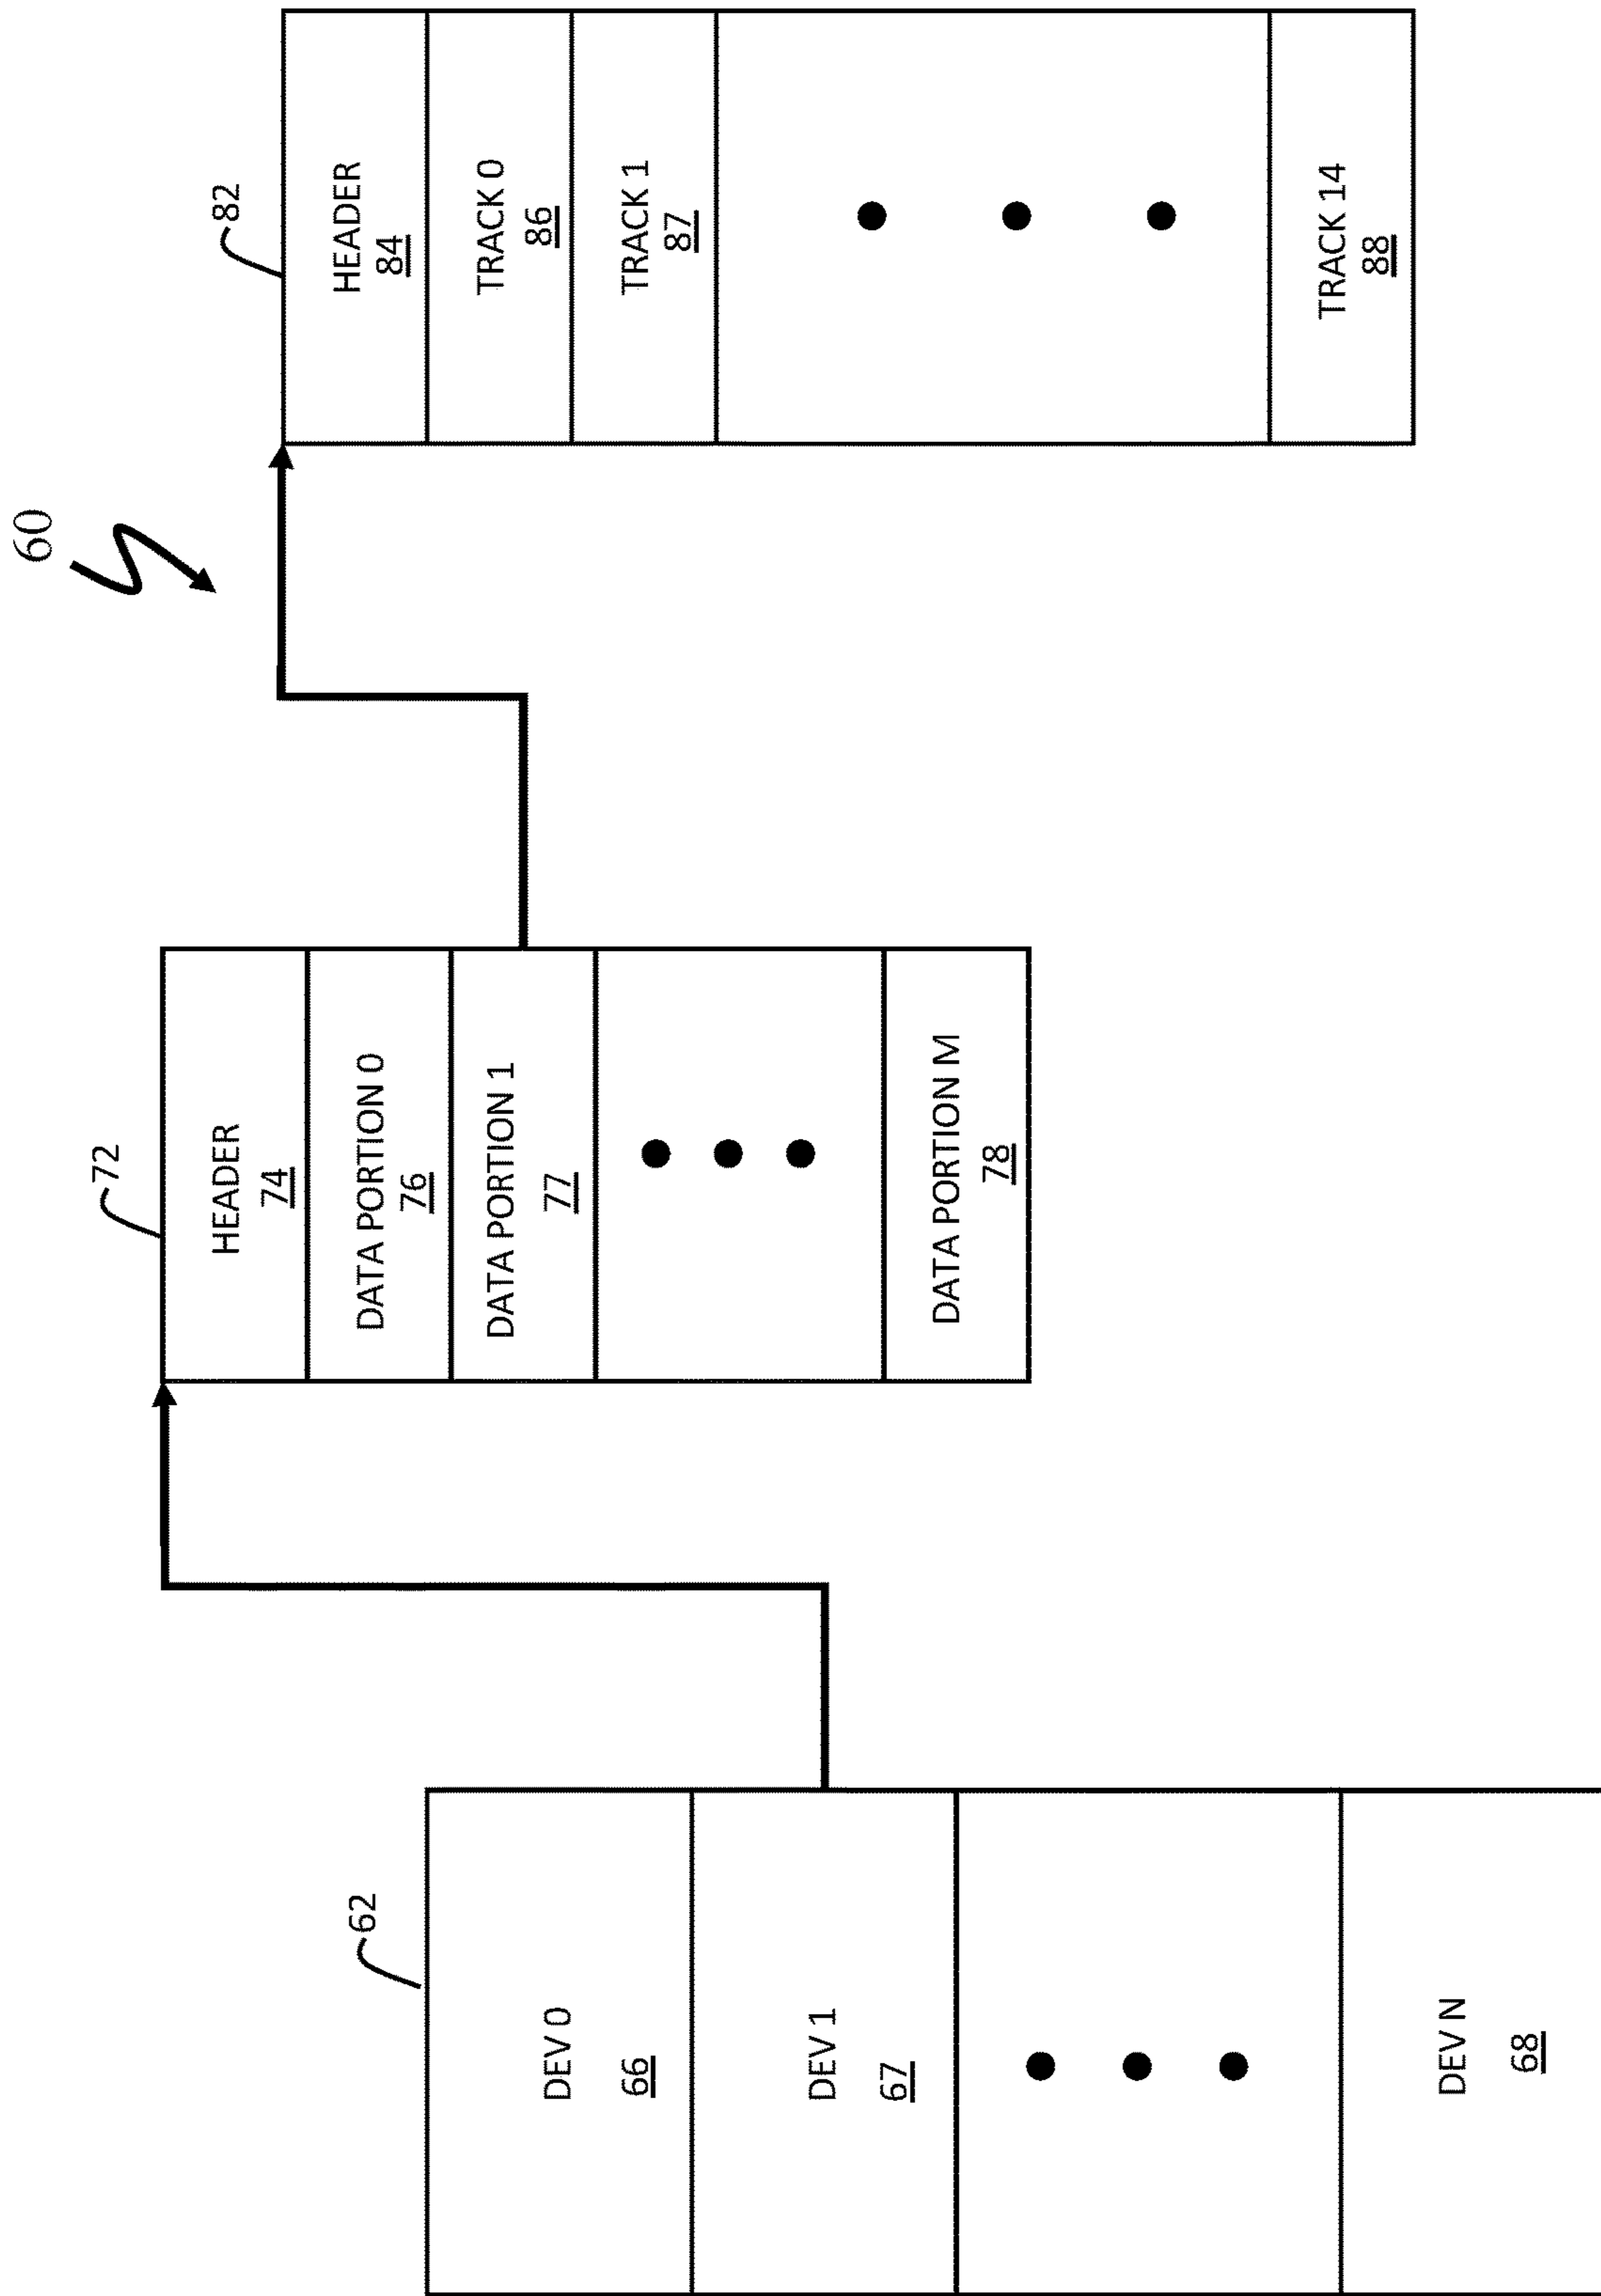 60
62
DEV 0
66
DEV 1
67
DEV N
68
72
HEADER
74
DATA PORTION 0
76
DATA PORTION 1
77
DATA PORTION M
78
82
HEADER
84
TRACK 0
86
TRACK 1
87
TRACK 14
88